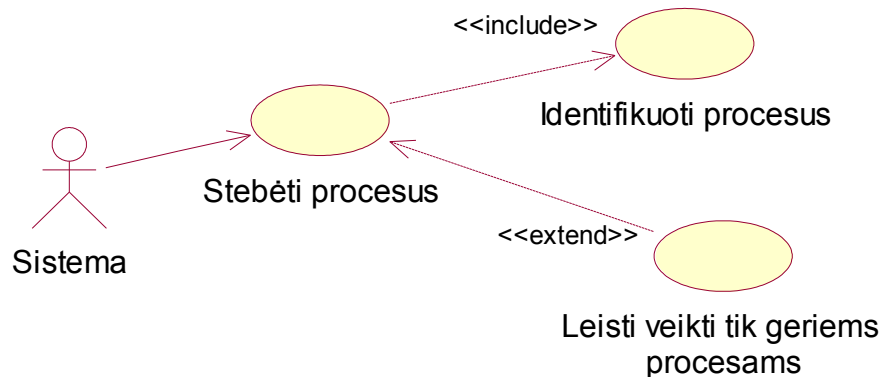 <<include>>
Identifikuoti procesus
Stebėti procesus
Sistema
<<extend>>
Leisti veikti tik geriems
procesams